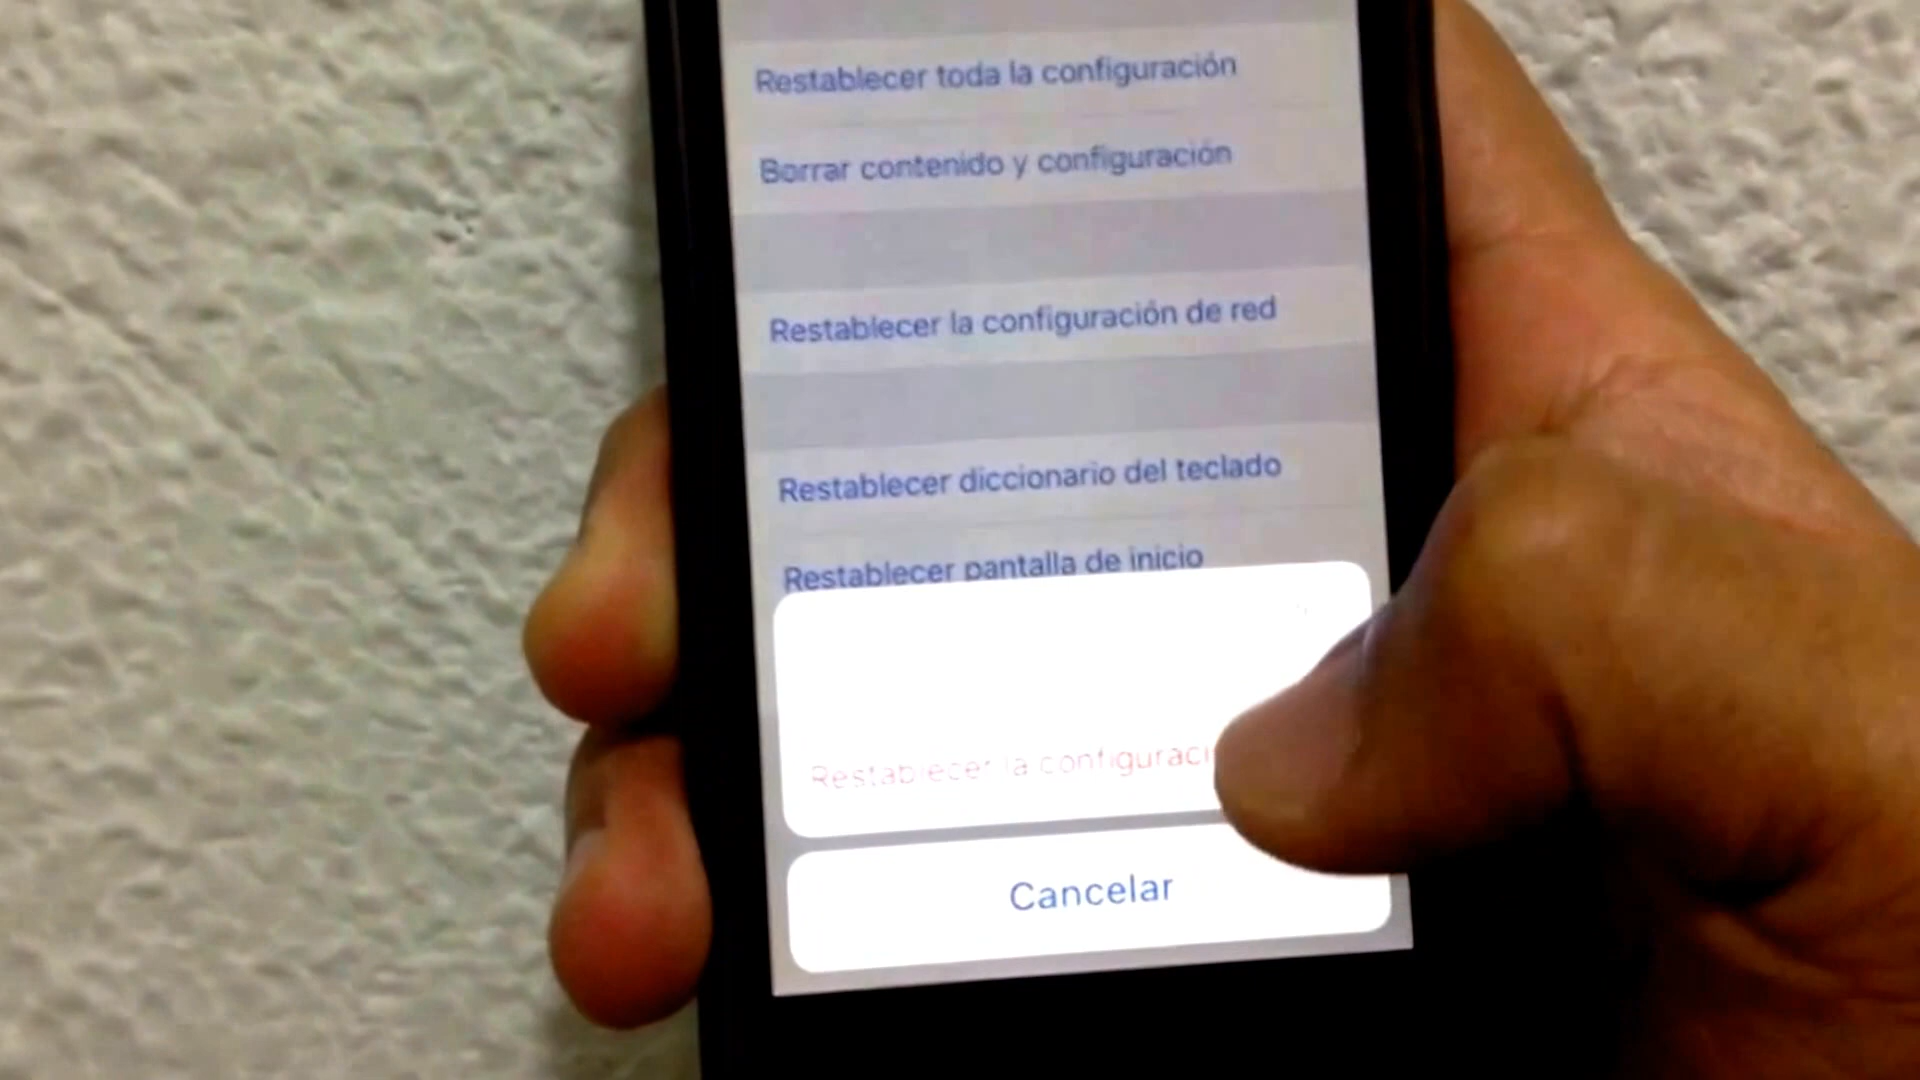 Restablecer toda la configuración
Borrar contenido y configuración
Restablecer la configuración de red
Restablecer diccionario del teclado
Restablecer pantalla de inicio
Restablecer la configuraci
Cancelar